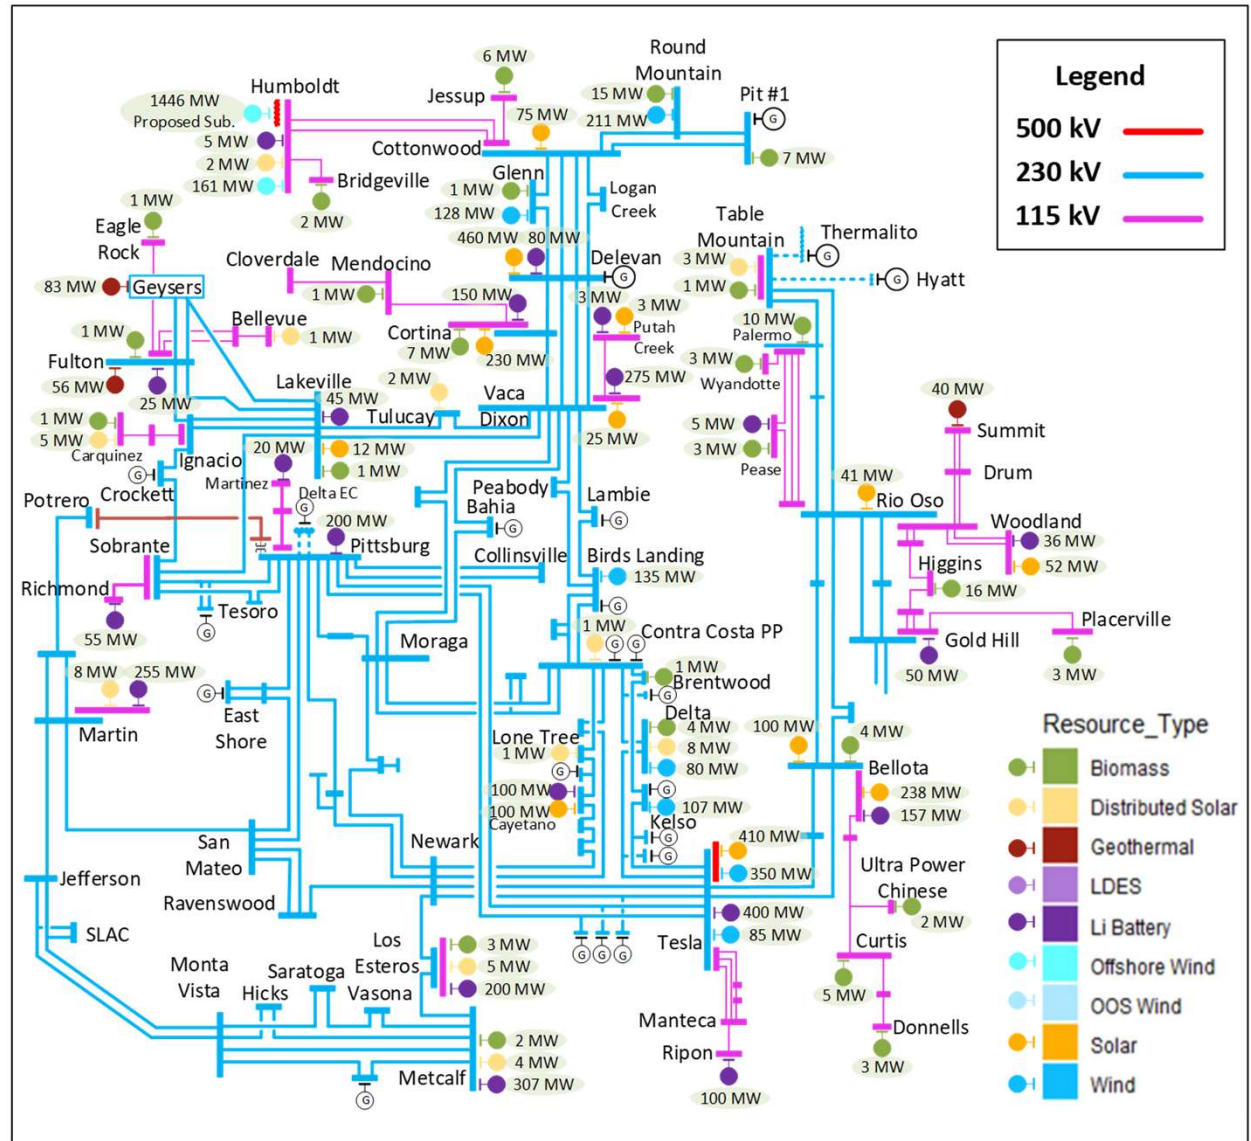 Legend
500 kV
230 kV
115 kV
Round
Mountain
15 MW
211 MW
Pit #1
G
7 MW
6 MW
Jessup
75 MW
Cottonwood
Humboldt
1446 MW
Proposed Sub.
5 MW
2 MW
161 MW
Bridgeville
2 MW
Glenn
1 MW
128 MW
Logan
Creek
460 MW
80 MW
Delevan
G
1 MW
Eagle
Rock
83 MW
Geysers
Cloverdale
Mendocino
1 MW
150 MW
Cortina
7 MW
230 MW
3 MW
3 MW
Putah
Creek
275 MW
25 MW
Vaca
Dixon
Table
Mountain
3 MW
1 MW
Thermalito
G
Hyatt
G
10 MW
Palermo
3 MW
Wyandotte
5 MW
3 MW
Pease
Bellevue
1 MW
1 MW
Fulton
56 MW
25 MW
Lakeville
45 MW
2 MW
Tulucay
12 MW
1 MW
1 MW
5 MW
Carquinez
Ignacio
G
Crockett
20 MW
Martinez
Delta EC
G
Potrero
200 MW
Pittsburg
Sobrante
Richmond
55 MW
Tesoro
G
Peabody
Bahia
G
Lambie
G
Collinsville
Birds Landing
135 MW
G
40 MW
Summit
Drum
41 MW
Rio Oso
Woodland
36 MW
52 MW
Higgins
16 MW
Placerville
Gold Hill
50 MW
3 MW
Moraga
1 MW
G
G
Contra Costa PP
1 MW
Brentwood
G
8 MW
255 MW
Martin
G
East
Shore
Delta
4 MW
8 MW
80 MW
Lone Tree
1 MW
G
100 MW
100 MW
Cayetano
G
107 MW
Kelso
G
G
100 MW
4 MW
Bellota
238 MW
157 MW
San
Mateo
Newark
Ravenswood
410 MW
350 MW
Ultra Power
Chinese
2 MW
Jefferson
SLAC
400 MW
85 MW
Tesla
G
G
G
Los
Esteros
3 MW
5 MW
200 MW
Curtis
5 MW
Donnells
3 MW
Monta
Vista
Hicks
Saratoga
Vasona
G
Metcalf
2 MW
4 MW
307 MW
Manteca
Ripon
100 MW
Resource_Type
Biomass
Distributed Solar
Geothermal
LDES
Li Battery
Offshore Wind
OOS Wind
Solar
Wind